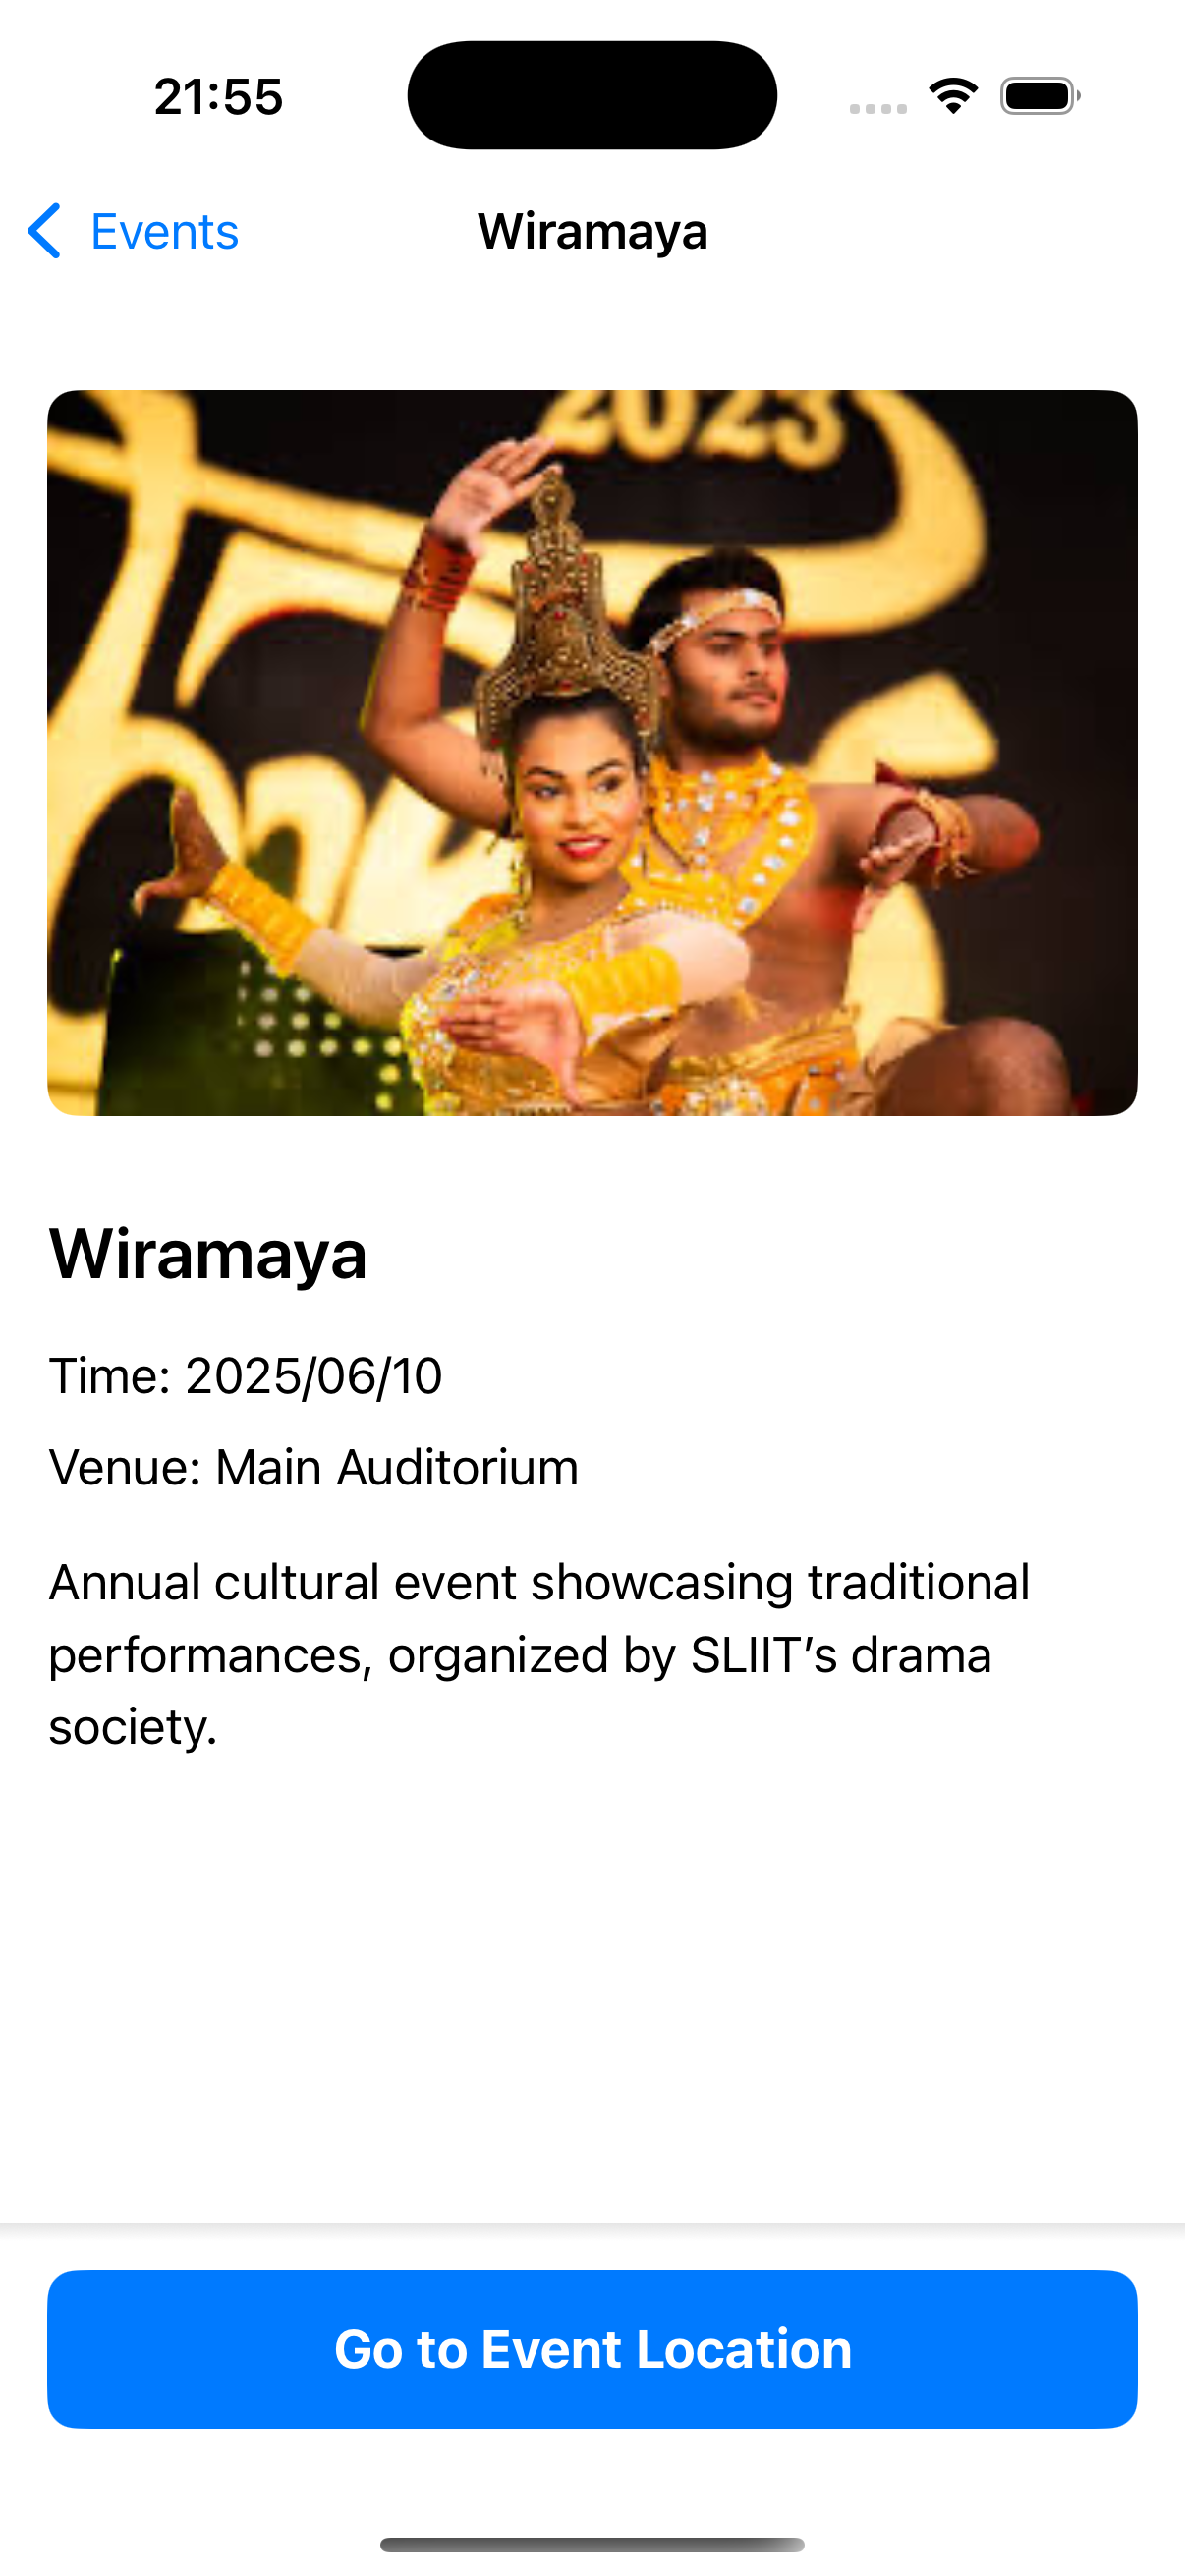 21:55
Events
Wiramaya
2023
Wiramaya
Time: 2025/06/10
Venue: Main Auditorium
Annual cultural event showcasing traditional
performances, organized by SLIIT’s drama
society.
Go to Event Location